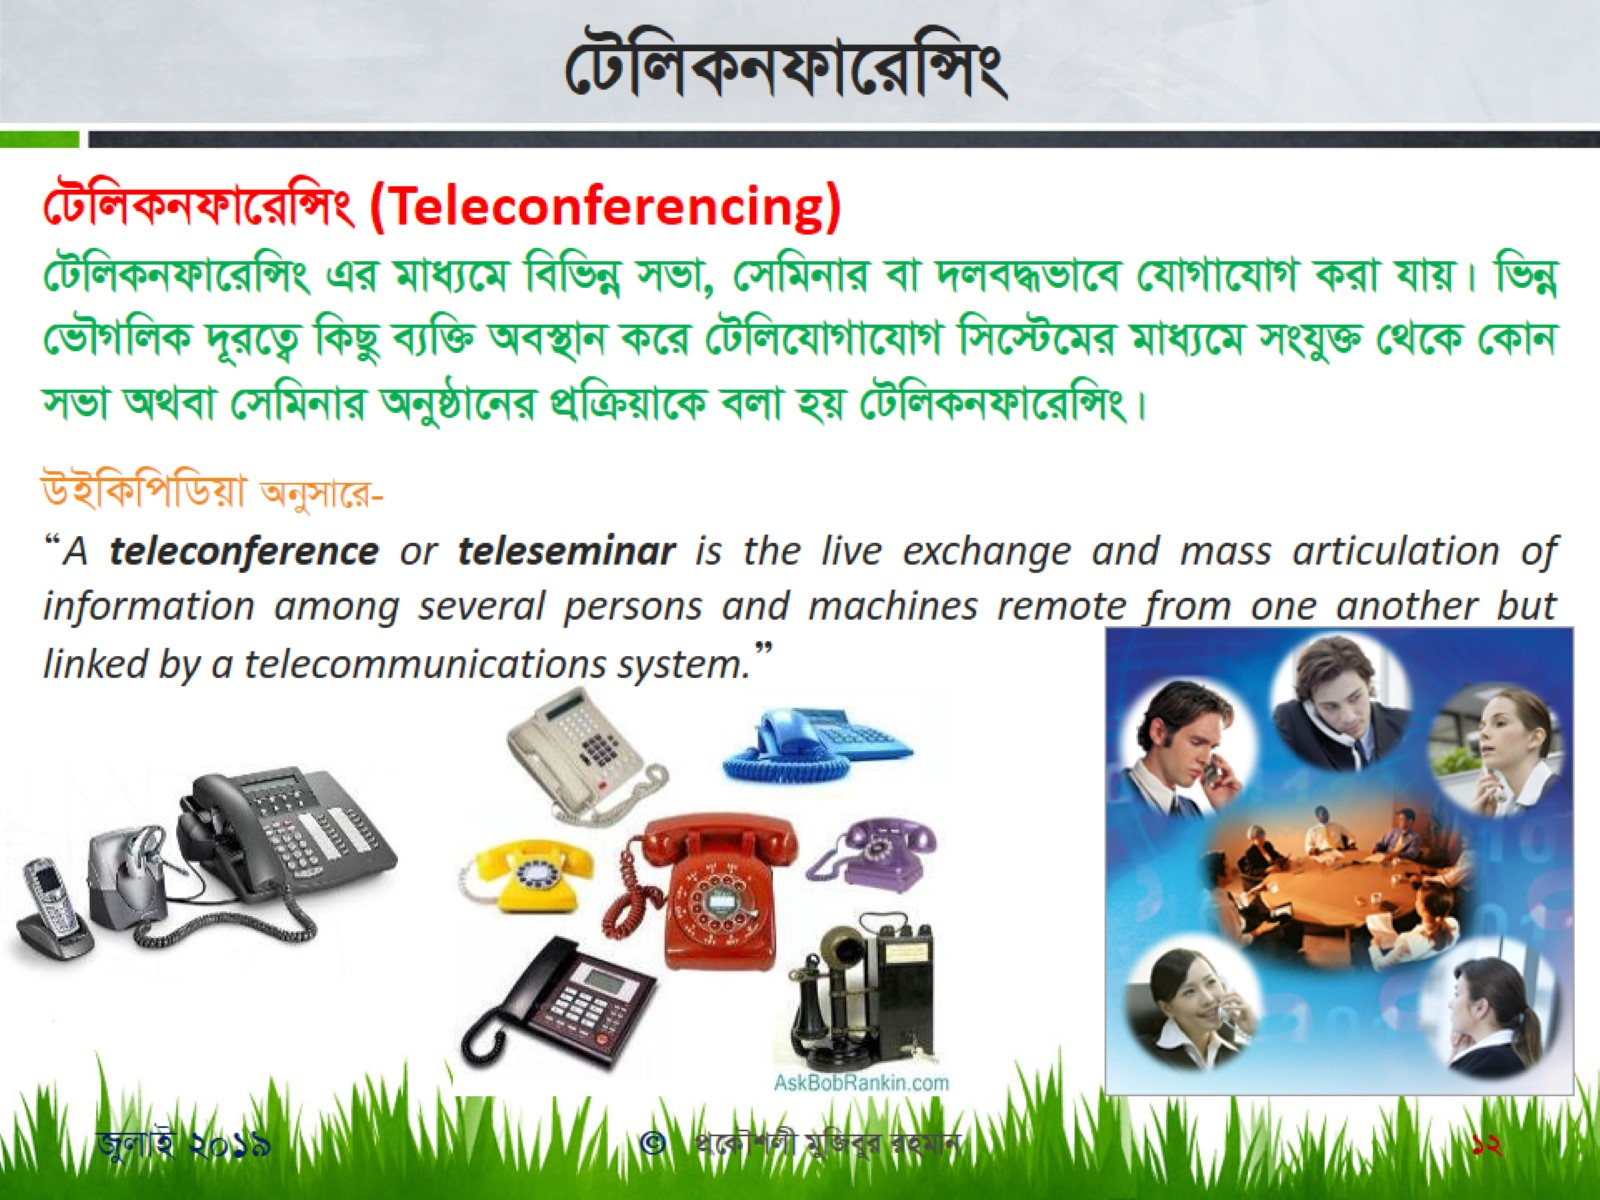 টেলিকনফারেন্সিং
টেলিকনফারেন্সিং (Teleconferencing)
টেলিকনফারেন্সিং এর মাধ্যমে বিভিন্ন সভা, সেমিনার বা দলবদ্ধভাবে যোগাযোগ করা যায়। ভিন্ন
ভৌগলিক দূরত্বে কিছু ব্যক্তি অবস্থান করে টেলিযোগাযোগ সিস্টেমের মাধ্যমে সংযুক্ত থেকে কোন
সভা অথবা সেমিনার অনুষ্ঠানের প্রক্রিয়াকে বলা হয় টেলিকনফারেন্সিং।
উইকিপিডিয়া অনুসারে-
“A teleconference or teleseminar is the live exchange and mass articulation of
information among several persons and machines remote from one another but
linked by a telecommunications system.”
AskBobRankin.com
জুলাই ২০১৯
© প্রকৌশলী মুজিবুর রহমান
১২